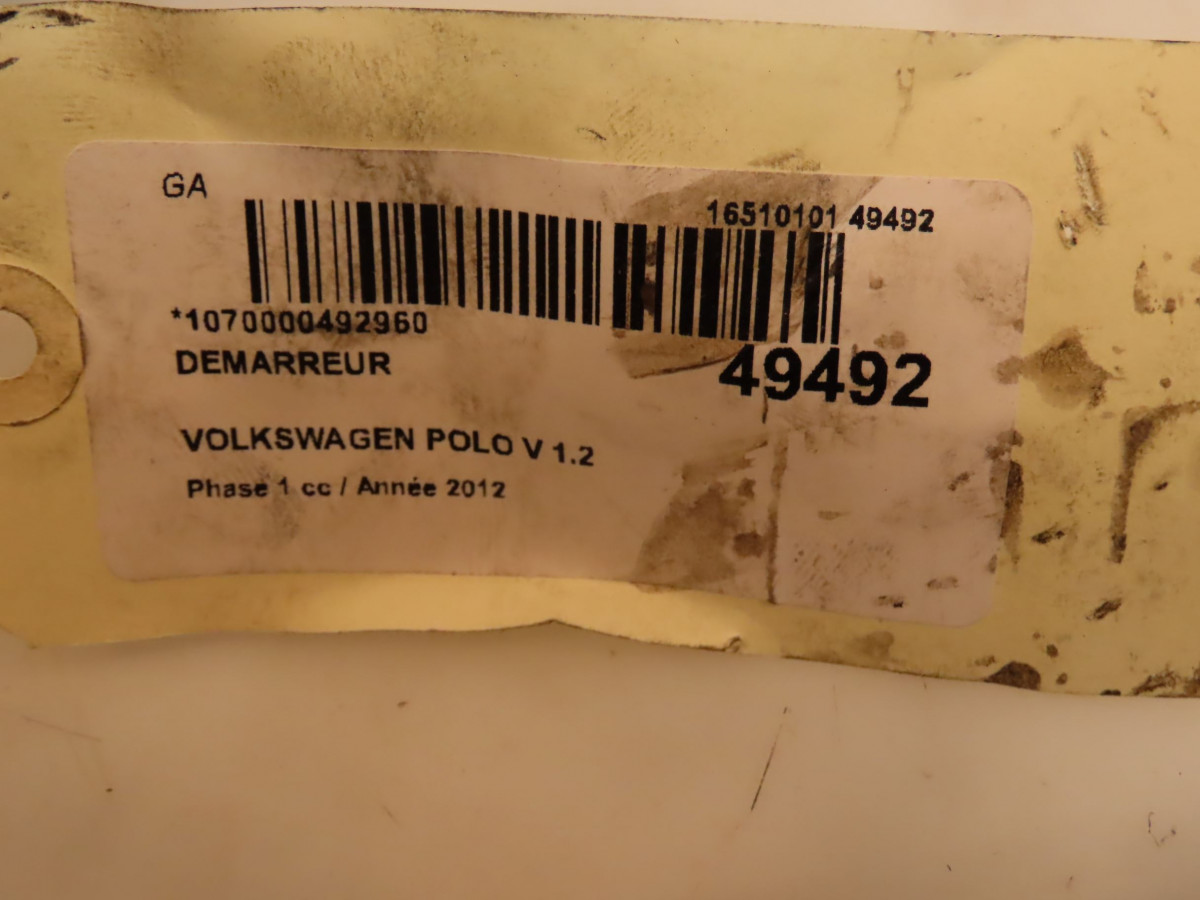 GA
16510101 49492
*1070000492960
DEMARREUR
49492
VOLKSWAGEN POLO V 1.2
Phase 1 cc / Année 2012